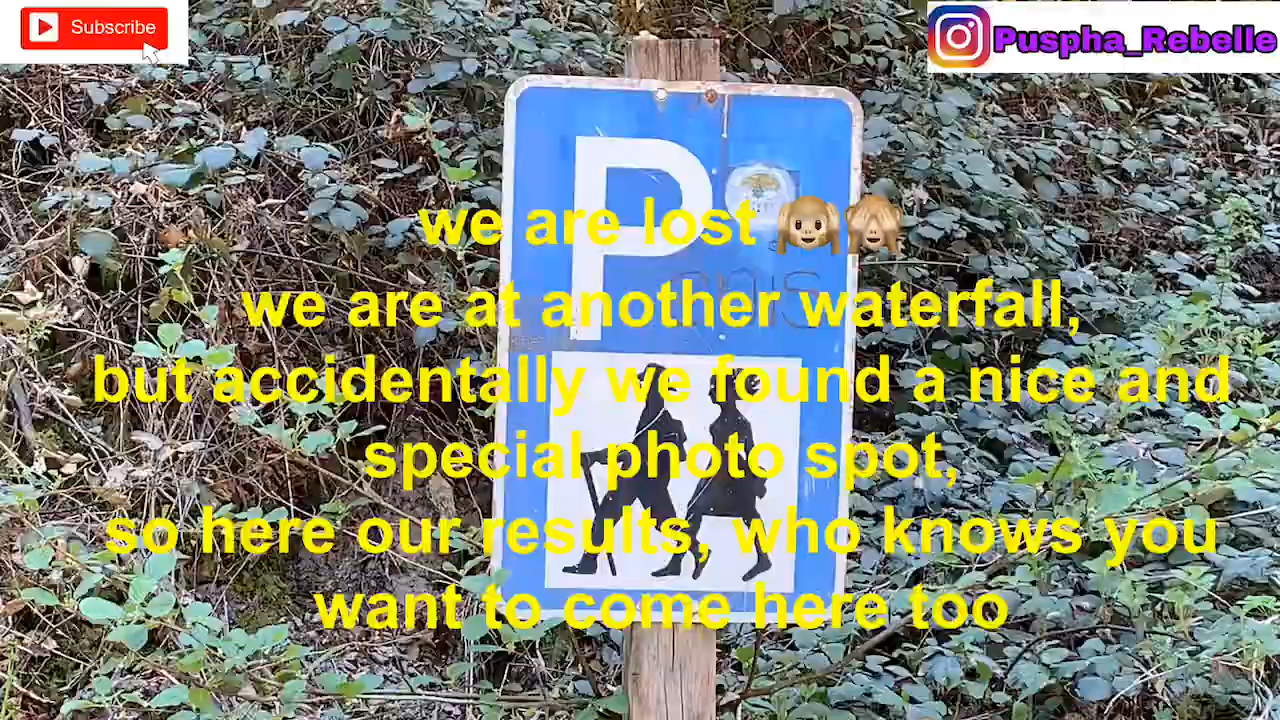 Subscribe
Puspha_Rebelle
P
we are lost 🙉🙈
we are at another waterfall,
but accidentally we found a nice and
special photo spot,
so here our results, who knows you
want to come here too